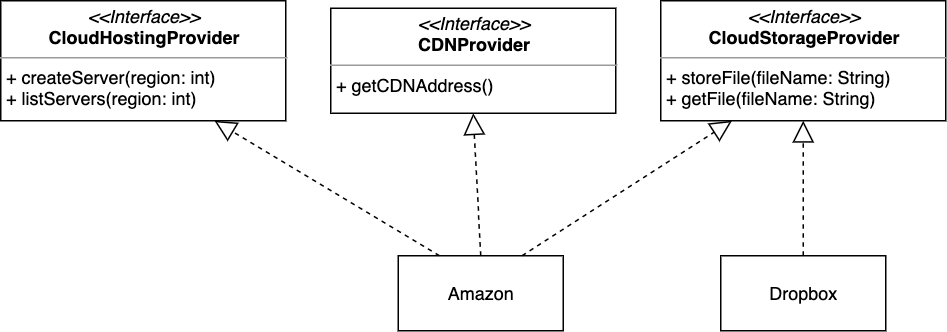 <<Interface>>
CloudHostingProvider
+ createServer(region: int)
+ listServers(region: int)
<<Interface>>
CDNProvider
+ getCDNAddress()
<<Interface>>
CloudStorageProvider
+ storeFile(fileName: String)
+ getFile(fileName: String)
Amazon
Dropbox